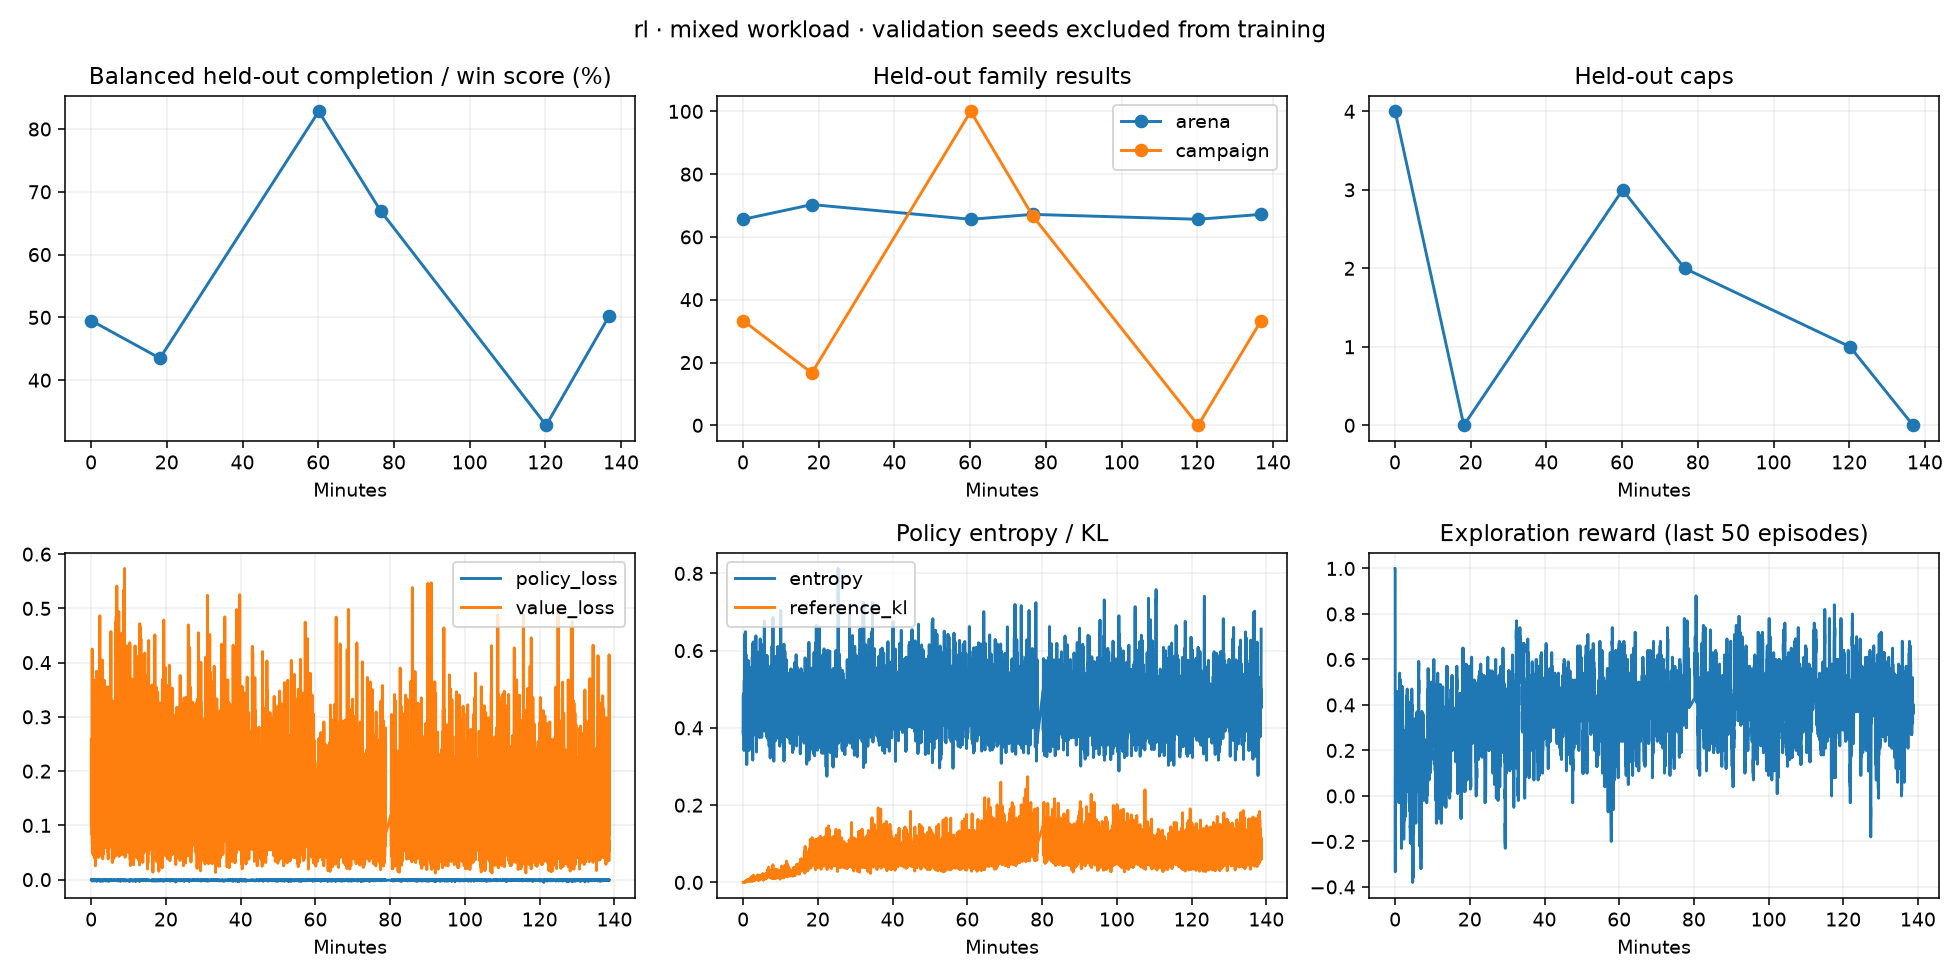 rl · mixed workload · validation seeds excluded from training
Balanced held-out completion / win score (%)
80
70
60
50
40
0 20 40 60 80 100 120 140
Minutes
Held-out family results
arena
campaign
100
80
60
40
20
0
0 20 40 60 80 100 120 140
Minutes
Held-out caps
4
3
2
1
0
0 20 40 60 80 100 120 140
Minutes
policy_loss
value_loss
0.6
0.5
0.4
0.3
0.2
0.1
0.0
0 20 40 60 80 100 120 140
Minutes
Policy entropy / KL
entropy
reference_kl
0.8
0.6
0.4
0.2
0.0
0 20 40 60 80 100 120 140
Minutes
Exploration reward (last 50 episodes)
1.0
0.8
0.6
0.4
0.2
0.0
−0.2
−0.4
0 20 40 60 80 100 120 140
Minutes